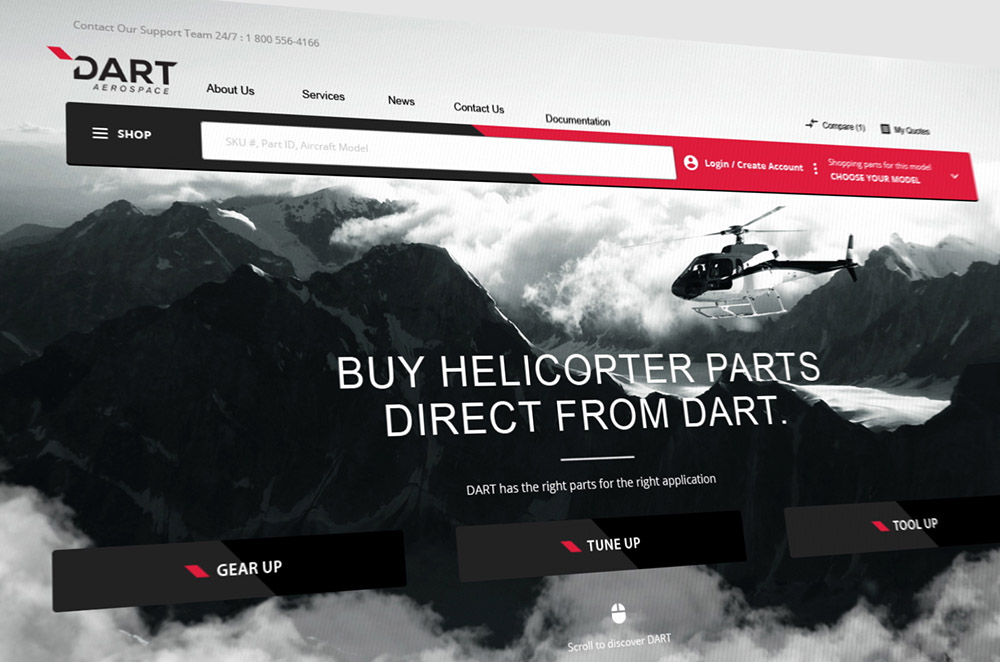 Contact Our Support Team 24/7 : 1 800 556-4166
DART
AEROSPACE
About Us
Services
News
Contact Us
Documentation
Compare (1)
My Quotes
SHOP
SKU #, Part ID, Aircraft Model
Login / Create Account
Shopping parts for this model
CHOOSE YOUR MODEL
BUY HELICORTER PARTS
DIRECT FROM DART.
DART has the right parts for the right application
GEAR UP
TUNE UP
TOOL UP
Scroll to discover DART